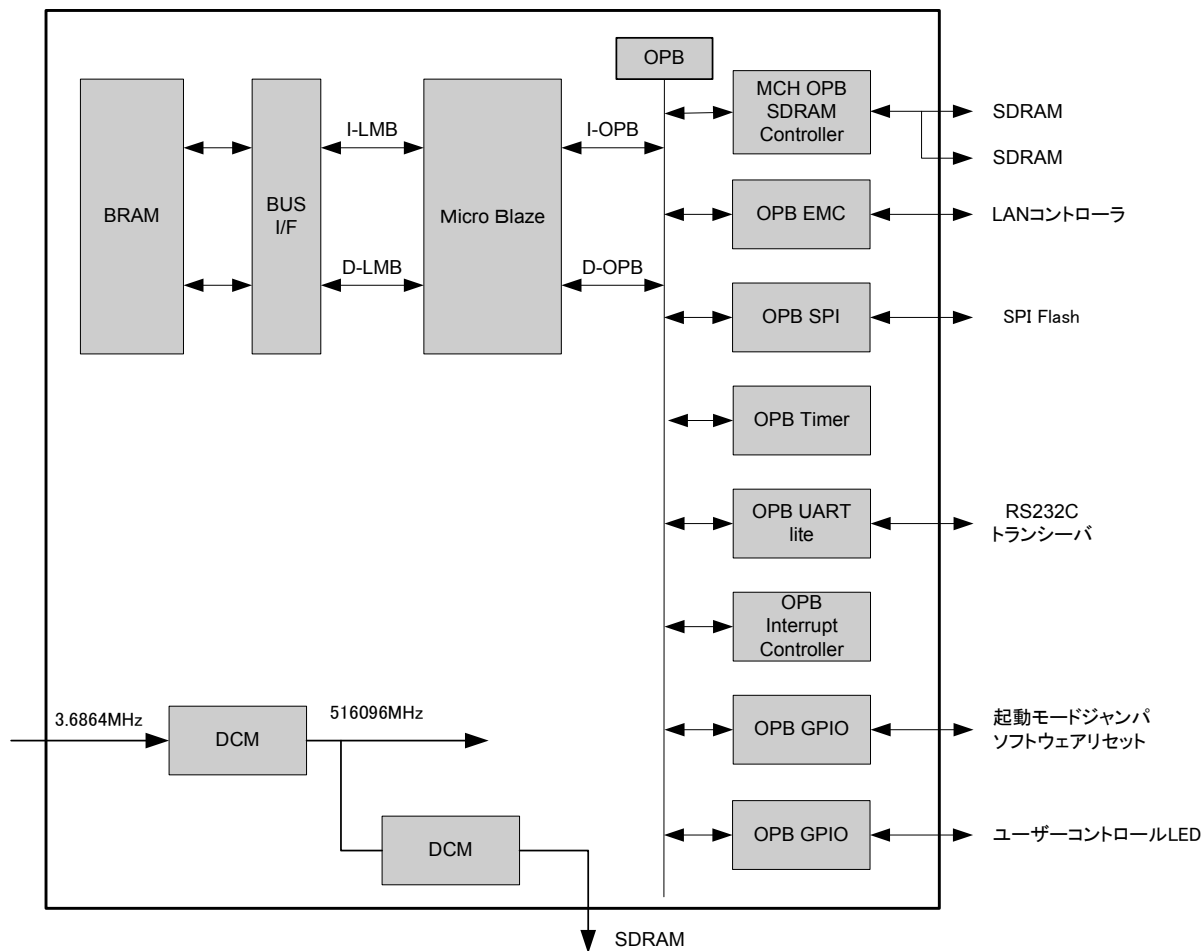 OPB
BRAM
BUS
I/F
I-LMB
D-LMB
Micro Blaze
I-OPB
D-OPB
MCH OPB
SDRAM
Controller
SDRAM
SDRAM
OPB EMC
LANコントローラ
OPB SPI
SPI Flash
OPB Timer
OPB UART
lite
RS232C
トランシーバ
OPB
Interrupt
Controller
OPB GPIO
起動モードジャンパ
ソフトウェアリセット
OPB GPIO
ユーザーコントロールLED
3.6864MHz
DCM
516096MHz
DCM
SDRAM